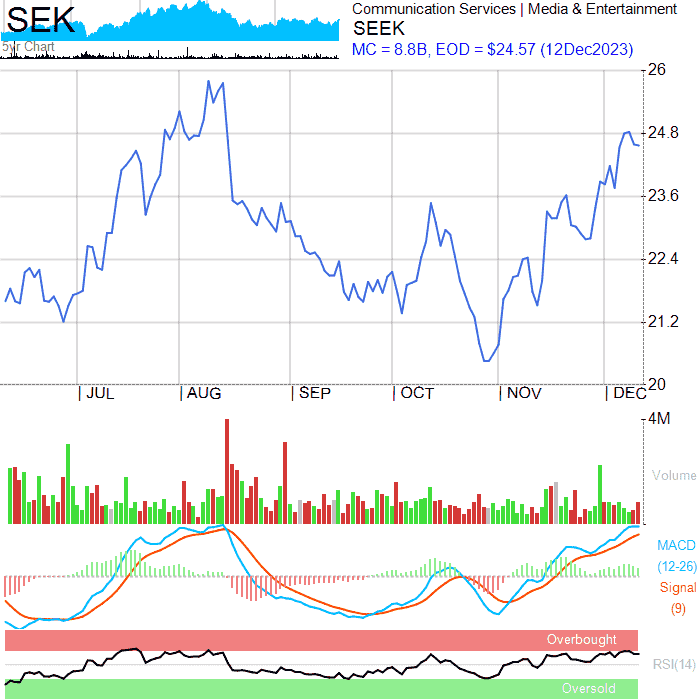 SEK
5yr Chart
Communication Services | Media & Entertainment
SEEK
MC = 8.8B, EOD = $24.57 (12Dec2023)
26
24.8
23.6
22.4
21.2
20
|JUL |AUG |SEP |OCT |NOV |DEC
4M
Volume
MACD
(12-26)
Signal
(9)
Overbought
RSI(14)
Oversold